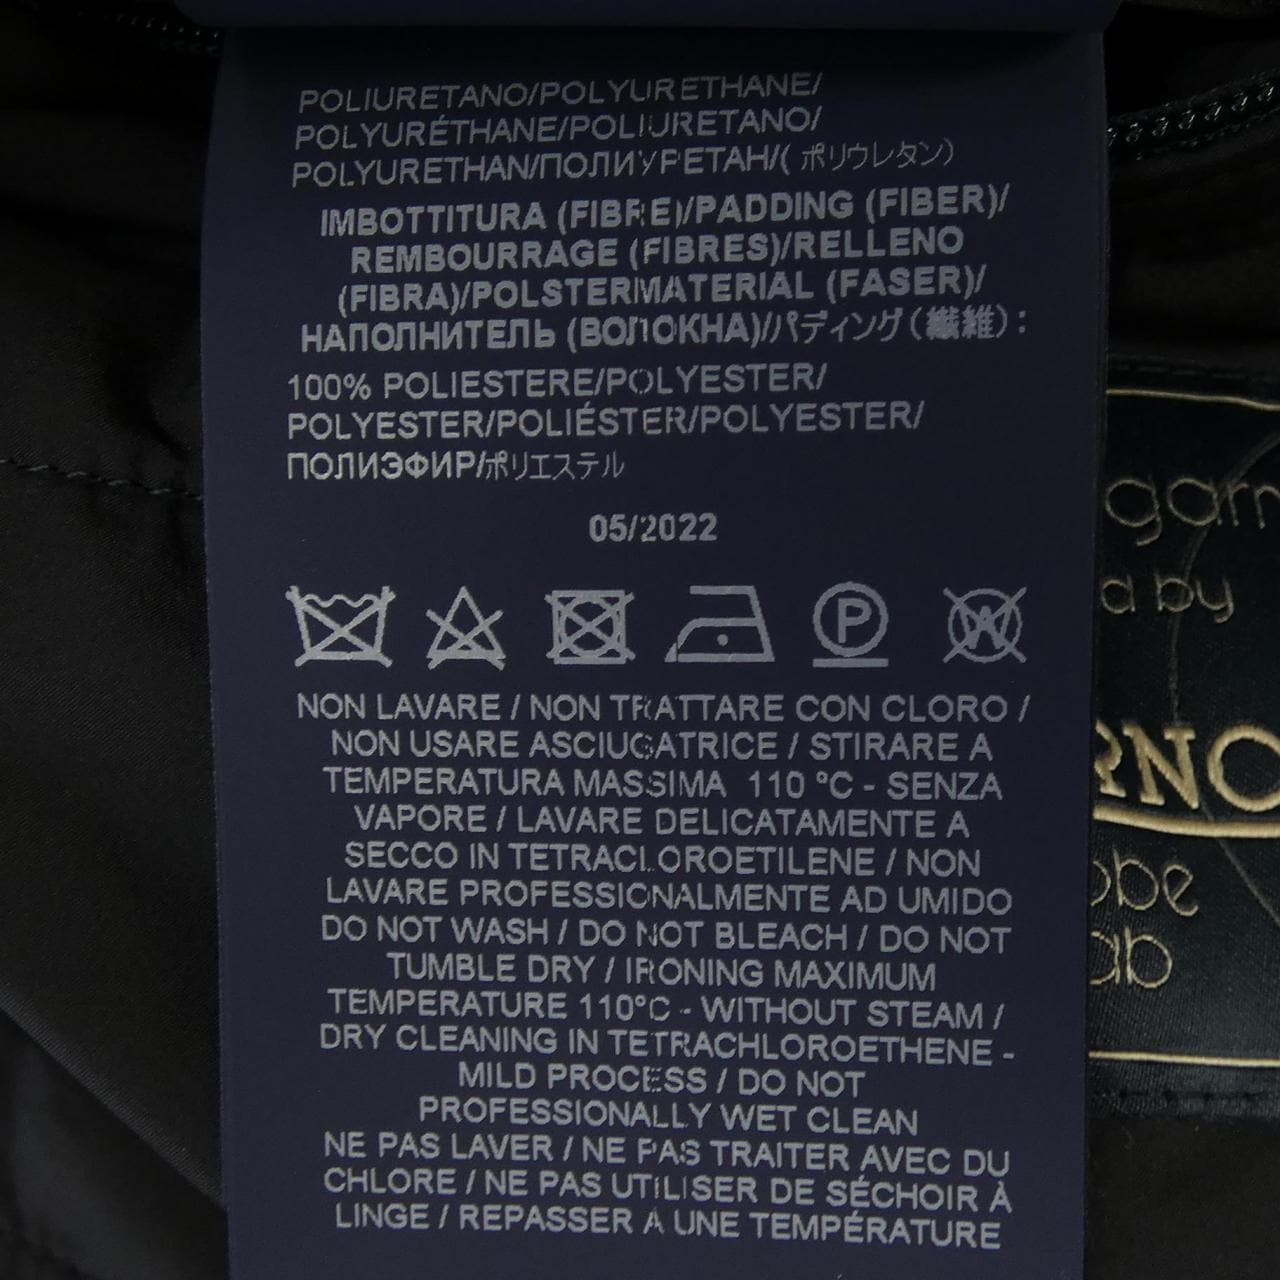 POLIURETANO/POLYURETHANE/
POLYURÉTHANE/POLIURETANO/
POLYURETHAN/ПОЛИУРЕТАН/( ポリウレタン)
IMBOTTITURA (FIBRE)/PADDING (FIBER)/
REMBOURRAGE (FIBRES)/RELLENO
(FIBRA)/POLSTERMATERIAL (FASER)/
НАПОЛНИТЕЛЬ (ВОЛОКНА)/パディング(繊維):
100% POLIESTERE/POLYESTER/
POLYESTER/POLIÉSTER/POLYESTER/
ПОЛИЭФИР/ポリエステル
05/2022
P
W
NON LAVARE / NON TRATTARE CON CLORO /
NON USARE ASCIUGATRICE / STIRARE A
TEMPERATURA MASSIMA 110 °C - SENZA
VAPORE / LAVARE DELICATAMENTE A
SECCO IN TETRACLOROETILENE / NON
LAVARE PROFESSIONALMENTE AD UMIDO
DO NOT WASH / DO NOT BLEACH / DO NOT
TUMBLE DRY / IRONING MAXIMUM
TEMPERATURE 110°C - WITHOUT STEAM /
DRY CLEANING IN TETRACHLOROETHENE -
MILD PROCESS / DO NOT
PROFESSIONALLY WET CLEAN
NE PAS LAVER / NE PAS TRAITER AVEC DU
CHLORE / NE PAS UTILISER DE SÉCHOIR À
LINGE / REPASSER A UNE TEMPÉRATURE
garm
d by
RNO
obe
ab